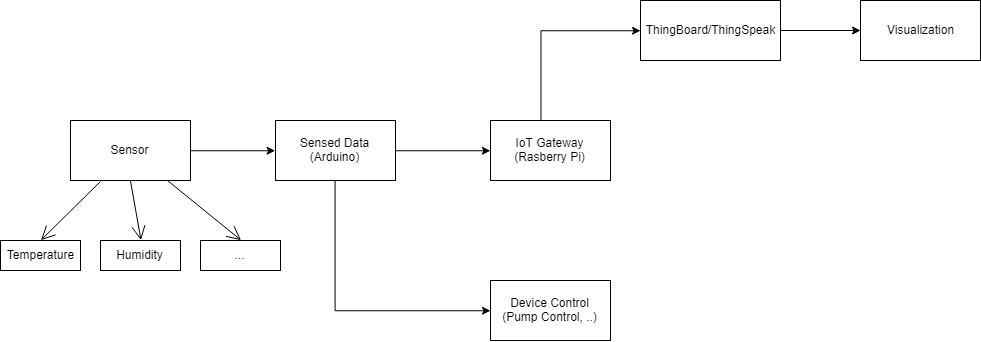 ThingBoard/ThingSpeak
Visualization
Sensor
Sensed Data
(Arduino)
IoT Gateway
(Rasberry Pi)
Temperature
Humidity
...
Device Control
(Pump Control, ..)